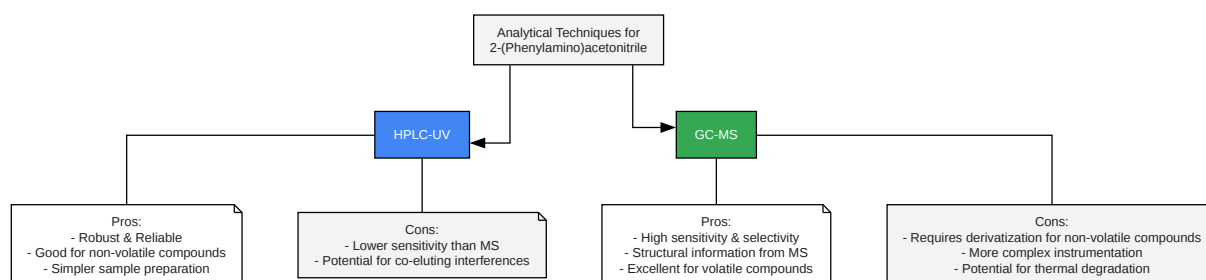 Analytical Techniques for
2-(Phenylamino)acetonitrile
HPLC-UV
GC-MS
Pros:
- Robust & Reliable
- Good for non-volatile compounds
- Simpler sample preparation
Cons:
- Lower sensitivity than MS
- Potential for co-eluting interferences
Pros:
- High sensitivity & selectivity
- Structural information from MS
- Excellent for volatile compounds
Cons:
- Requires derivatization for non-volatile compounds
- More complex instrumentation
- Potential for thermal degradation